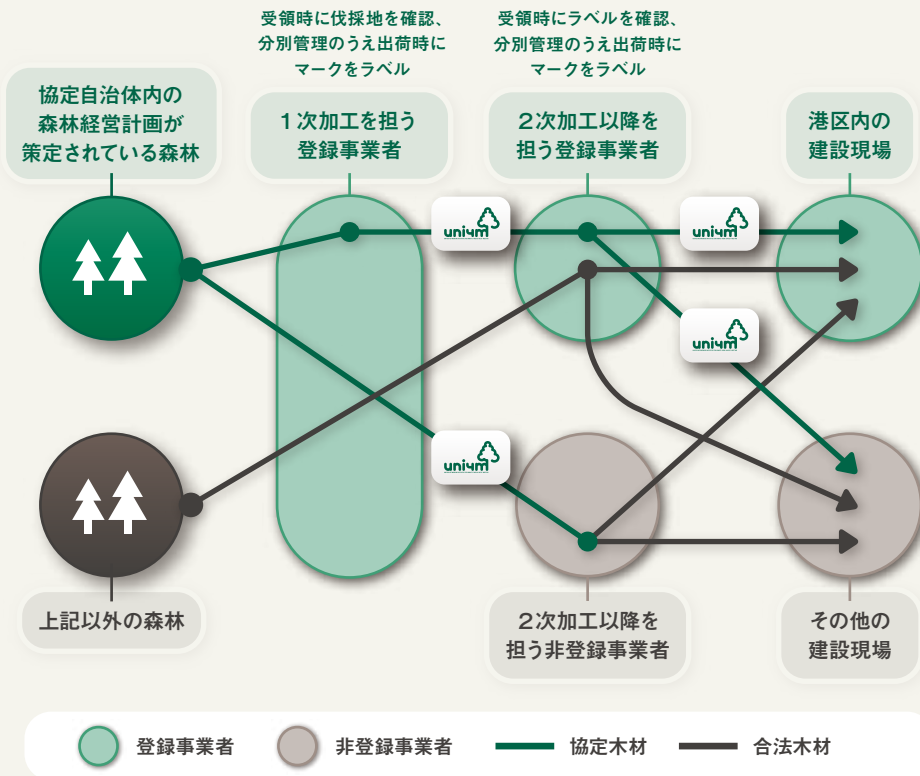 受領時に伐採地を確認、
分別管理のうえ出荷時に
マークをラベル
受領時にラベルを確認、
分別管理のうえ出荷時に
マークをラベル
協定自治体内の
森林経営計画が
策定されている森林
1次加工を担う
登録事業者
2次加工以降を
担う登録事業者
港区内の
建設現場
uni4m
uni4m
uni4m
uni4m
上記以外の森林
2次加工以降を
担う非登録事業者
その他の
建設現場
登録事業者
非登録事業者
協定木材
合法木材